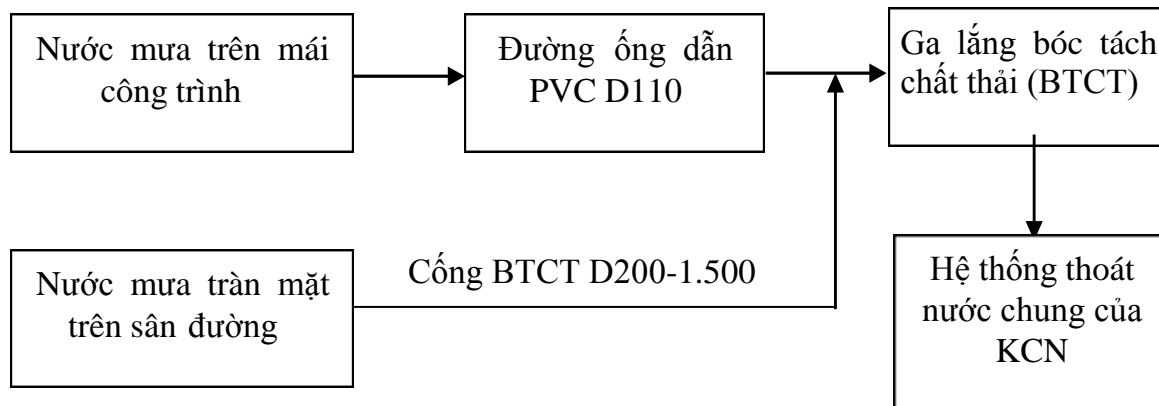 Nước mưa trên mái
công trình
Đường ống dẫn
PVC D110
Ga lắng bóc tách
chất thải (BTCT)
Nước mưa tràn mặt
trên sân đường
Cống BTCT D200-1.500
Hệ thống thoát
nước chung của
KCN